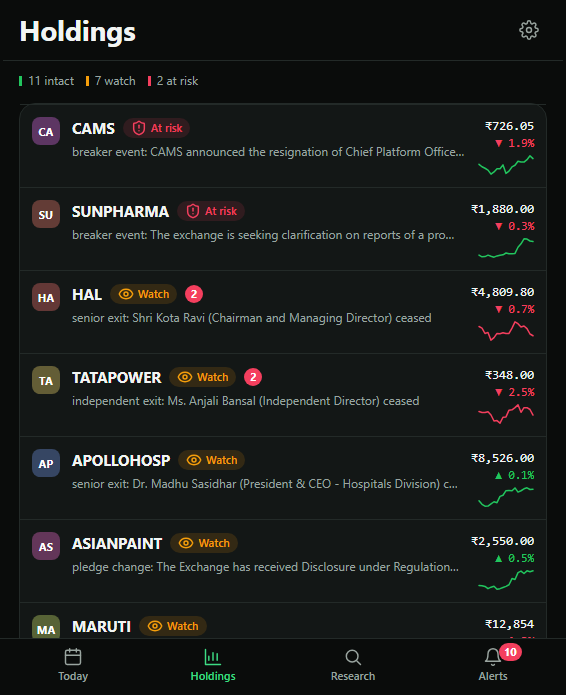 Holdings
11 intact 7 watch 2 at risk
CA CAMS At risk ₹726.05
▼ 1.9%
breaker event: CAMS announced the resignation of Chief Platform Office...
SU SUNPHARMA At risk ₹1,880.00
▼ 0.3%
breaker event: The exchange is seeking clarification on reports of a pro...
HA HAL Watch 2 ₹4,809.80
▼ 0.7%
senior exit: Shri Kota Ravi (Chairman and Managing Director) ceased
TA TATAPOWER Watch 2 ₹348.00
▼ 2.5%
independent exit: Ms. Anjali Bansal (Independent Director) ceased
AP APOLLOHOSP Watch ₹8,526.00
▲ 0.1%
senior exit: Dr. Madhu Sasidhar (President & CEO - Hospitals Division) c...
AS ASIANPAINT Watch ₹2,550.00
▲ 0.5%
pledge change: The Exchange has received Disclosure under Regulation...
MA MARUTI Watch ₹12,854
Today Holdings Research Alerts 10